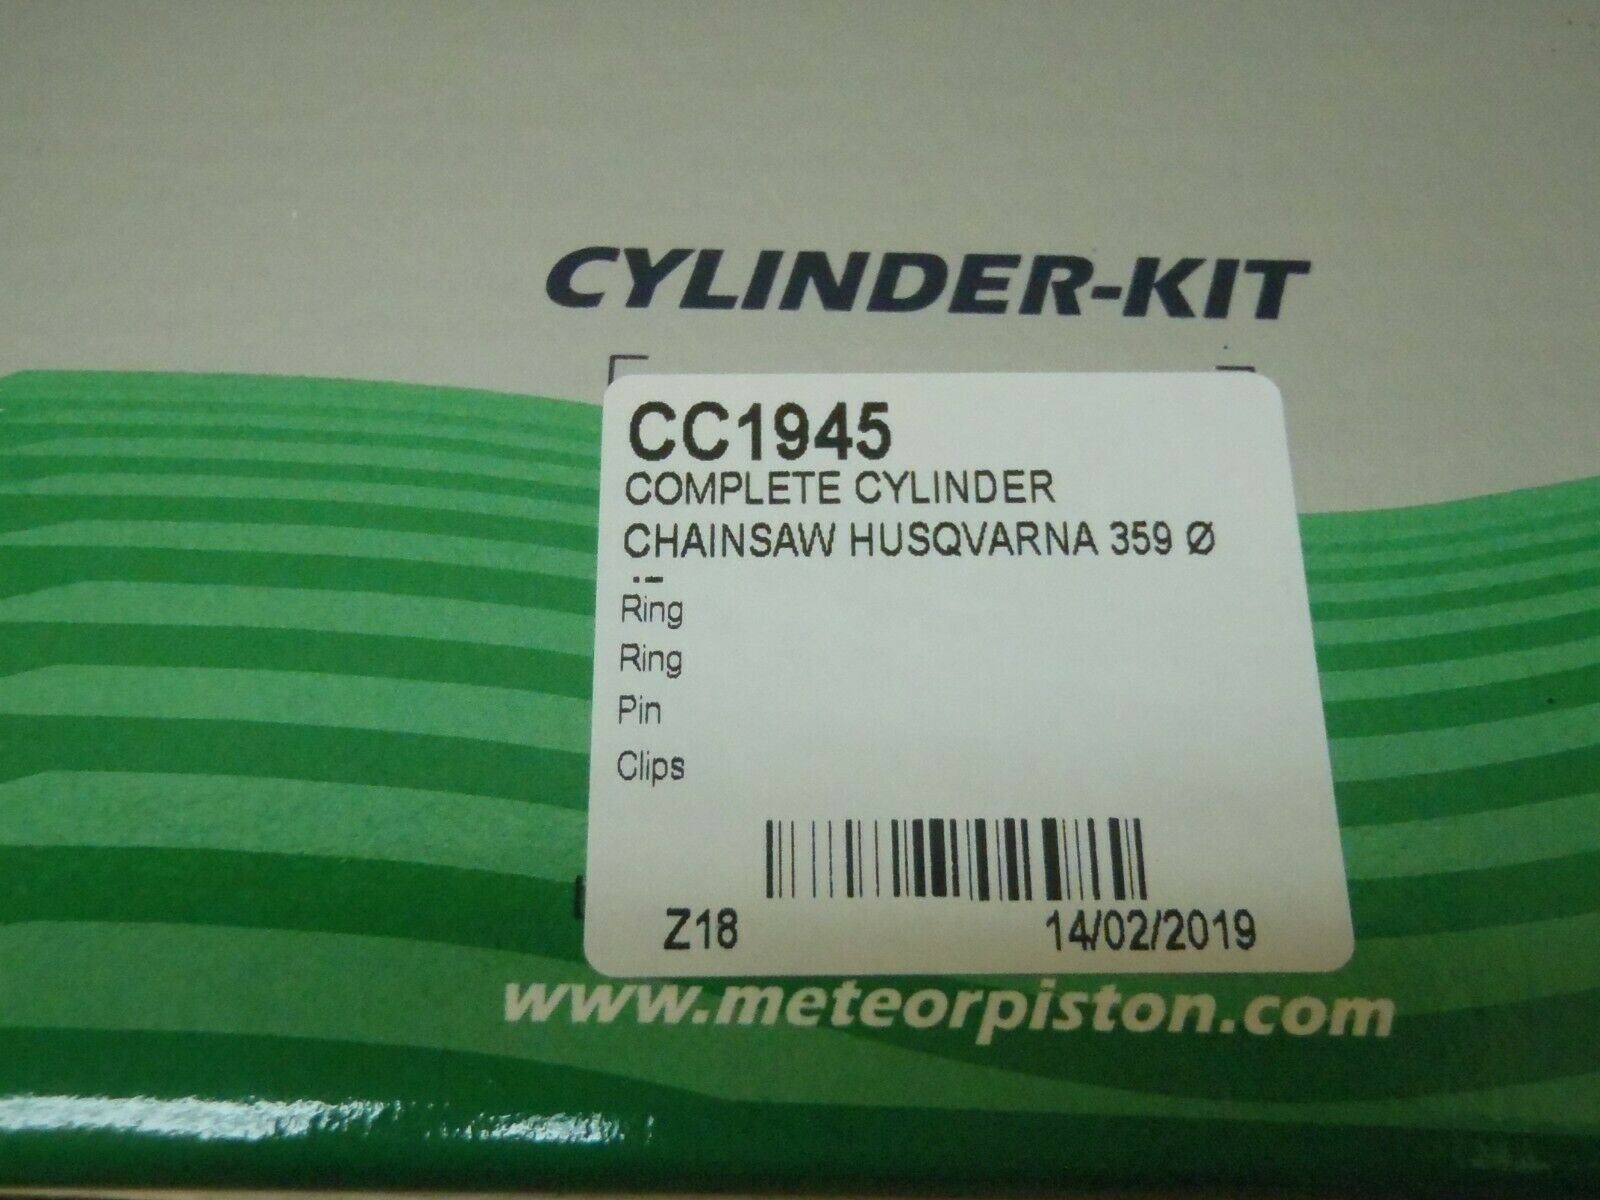 CYLINDER-KIT
CC1945
COMPLETE CYLINDER
CHAINSAW HUSQVARNA 359 Ø
Ring
Ring
Pin
Clips
Z18 14/02/2019
www.meteorpiston.com